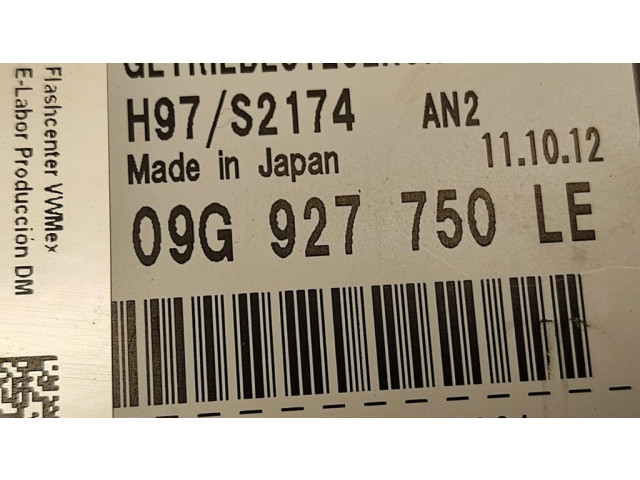 H97/S2174 AN2
Made in Japan 11.10.12
09G 927 750 LE
Flashcenter VWMex
E-Labor Producción DM